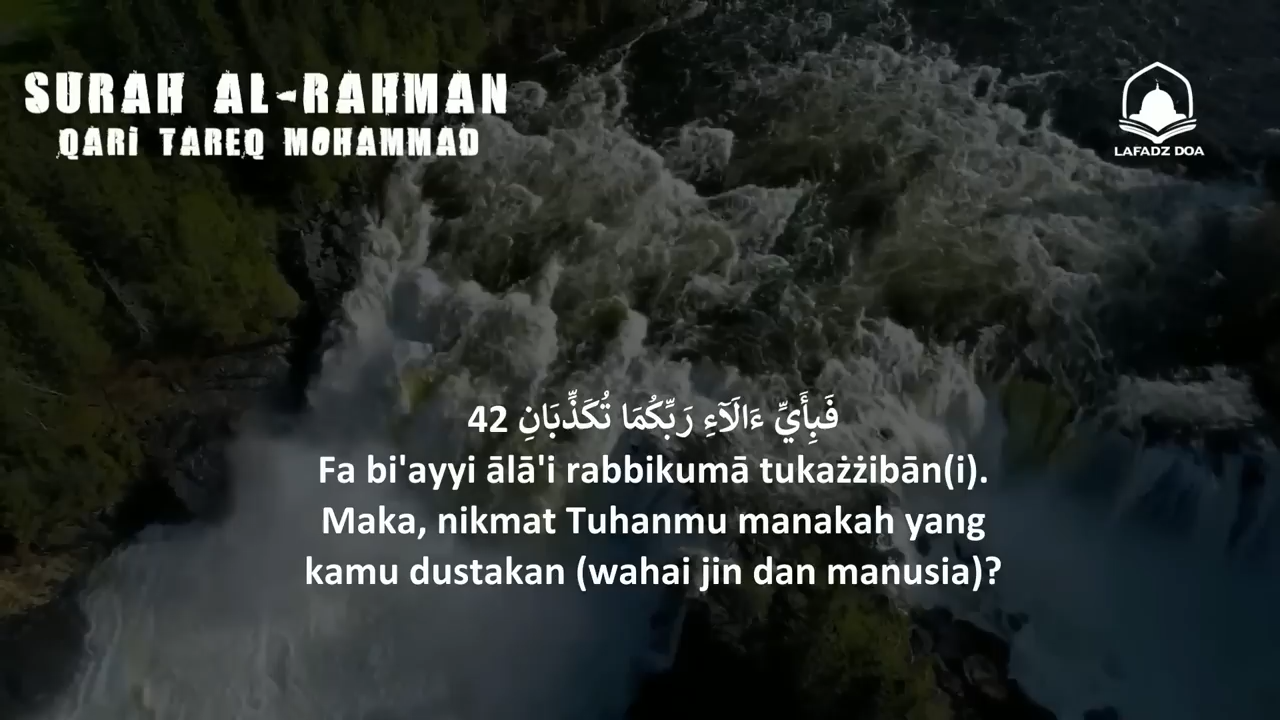 SURAH AL-RAHMAN
QARI TAREQ MOHAMMAD
LAFADZ DOA
فَبِأَيِّ ءَالَآءِ رَبِّكُمَا تُكَذِّبَانِ 42
Fa bi'ayyi ālā'i rabbikumā tukażżibān(i).
Maka, nikmat Tuhanmu manakah yang
kamu dustakan (wahai jin dan manusia)?